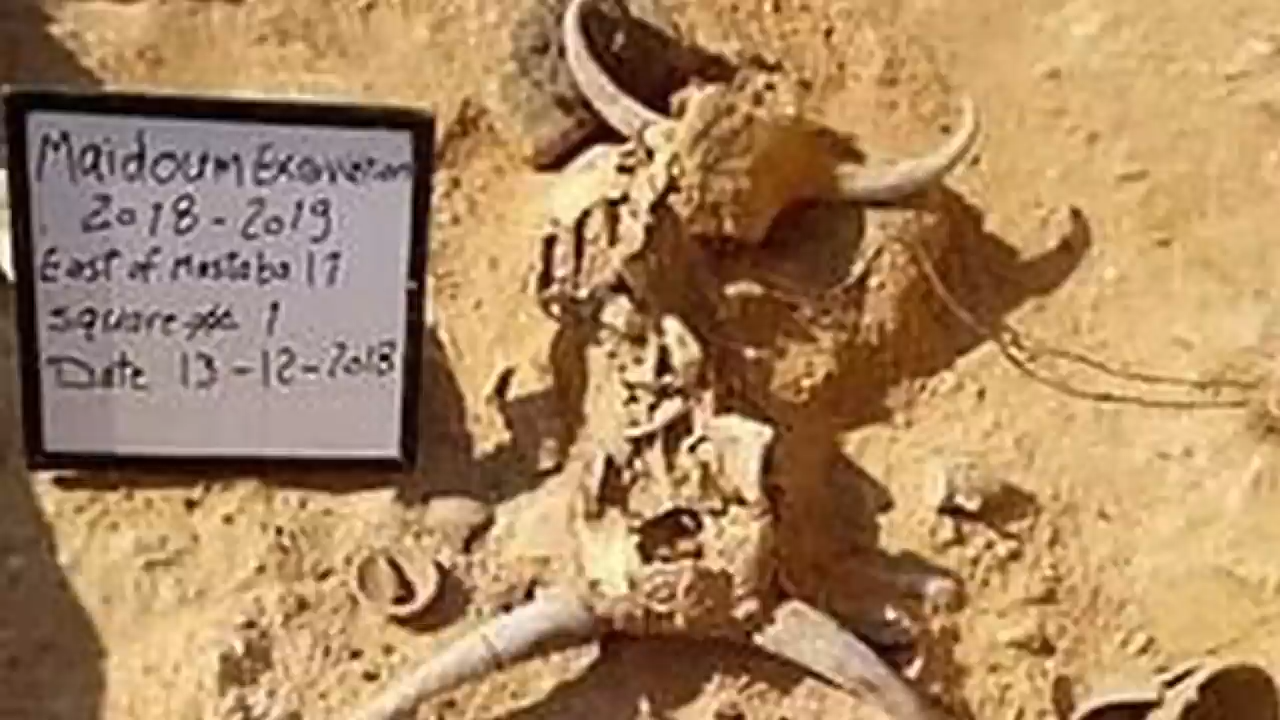 Maidoum Excavation
2018-2019
East of Mastaba 17
square # 1
Date 13-12-2018